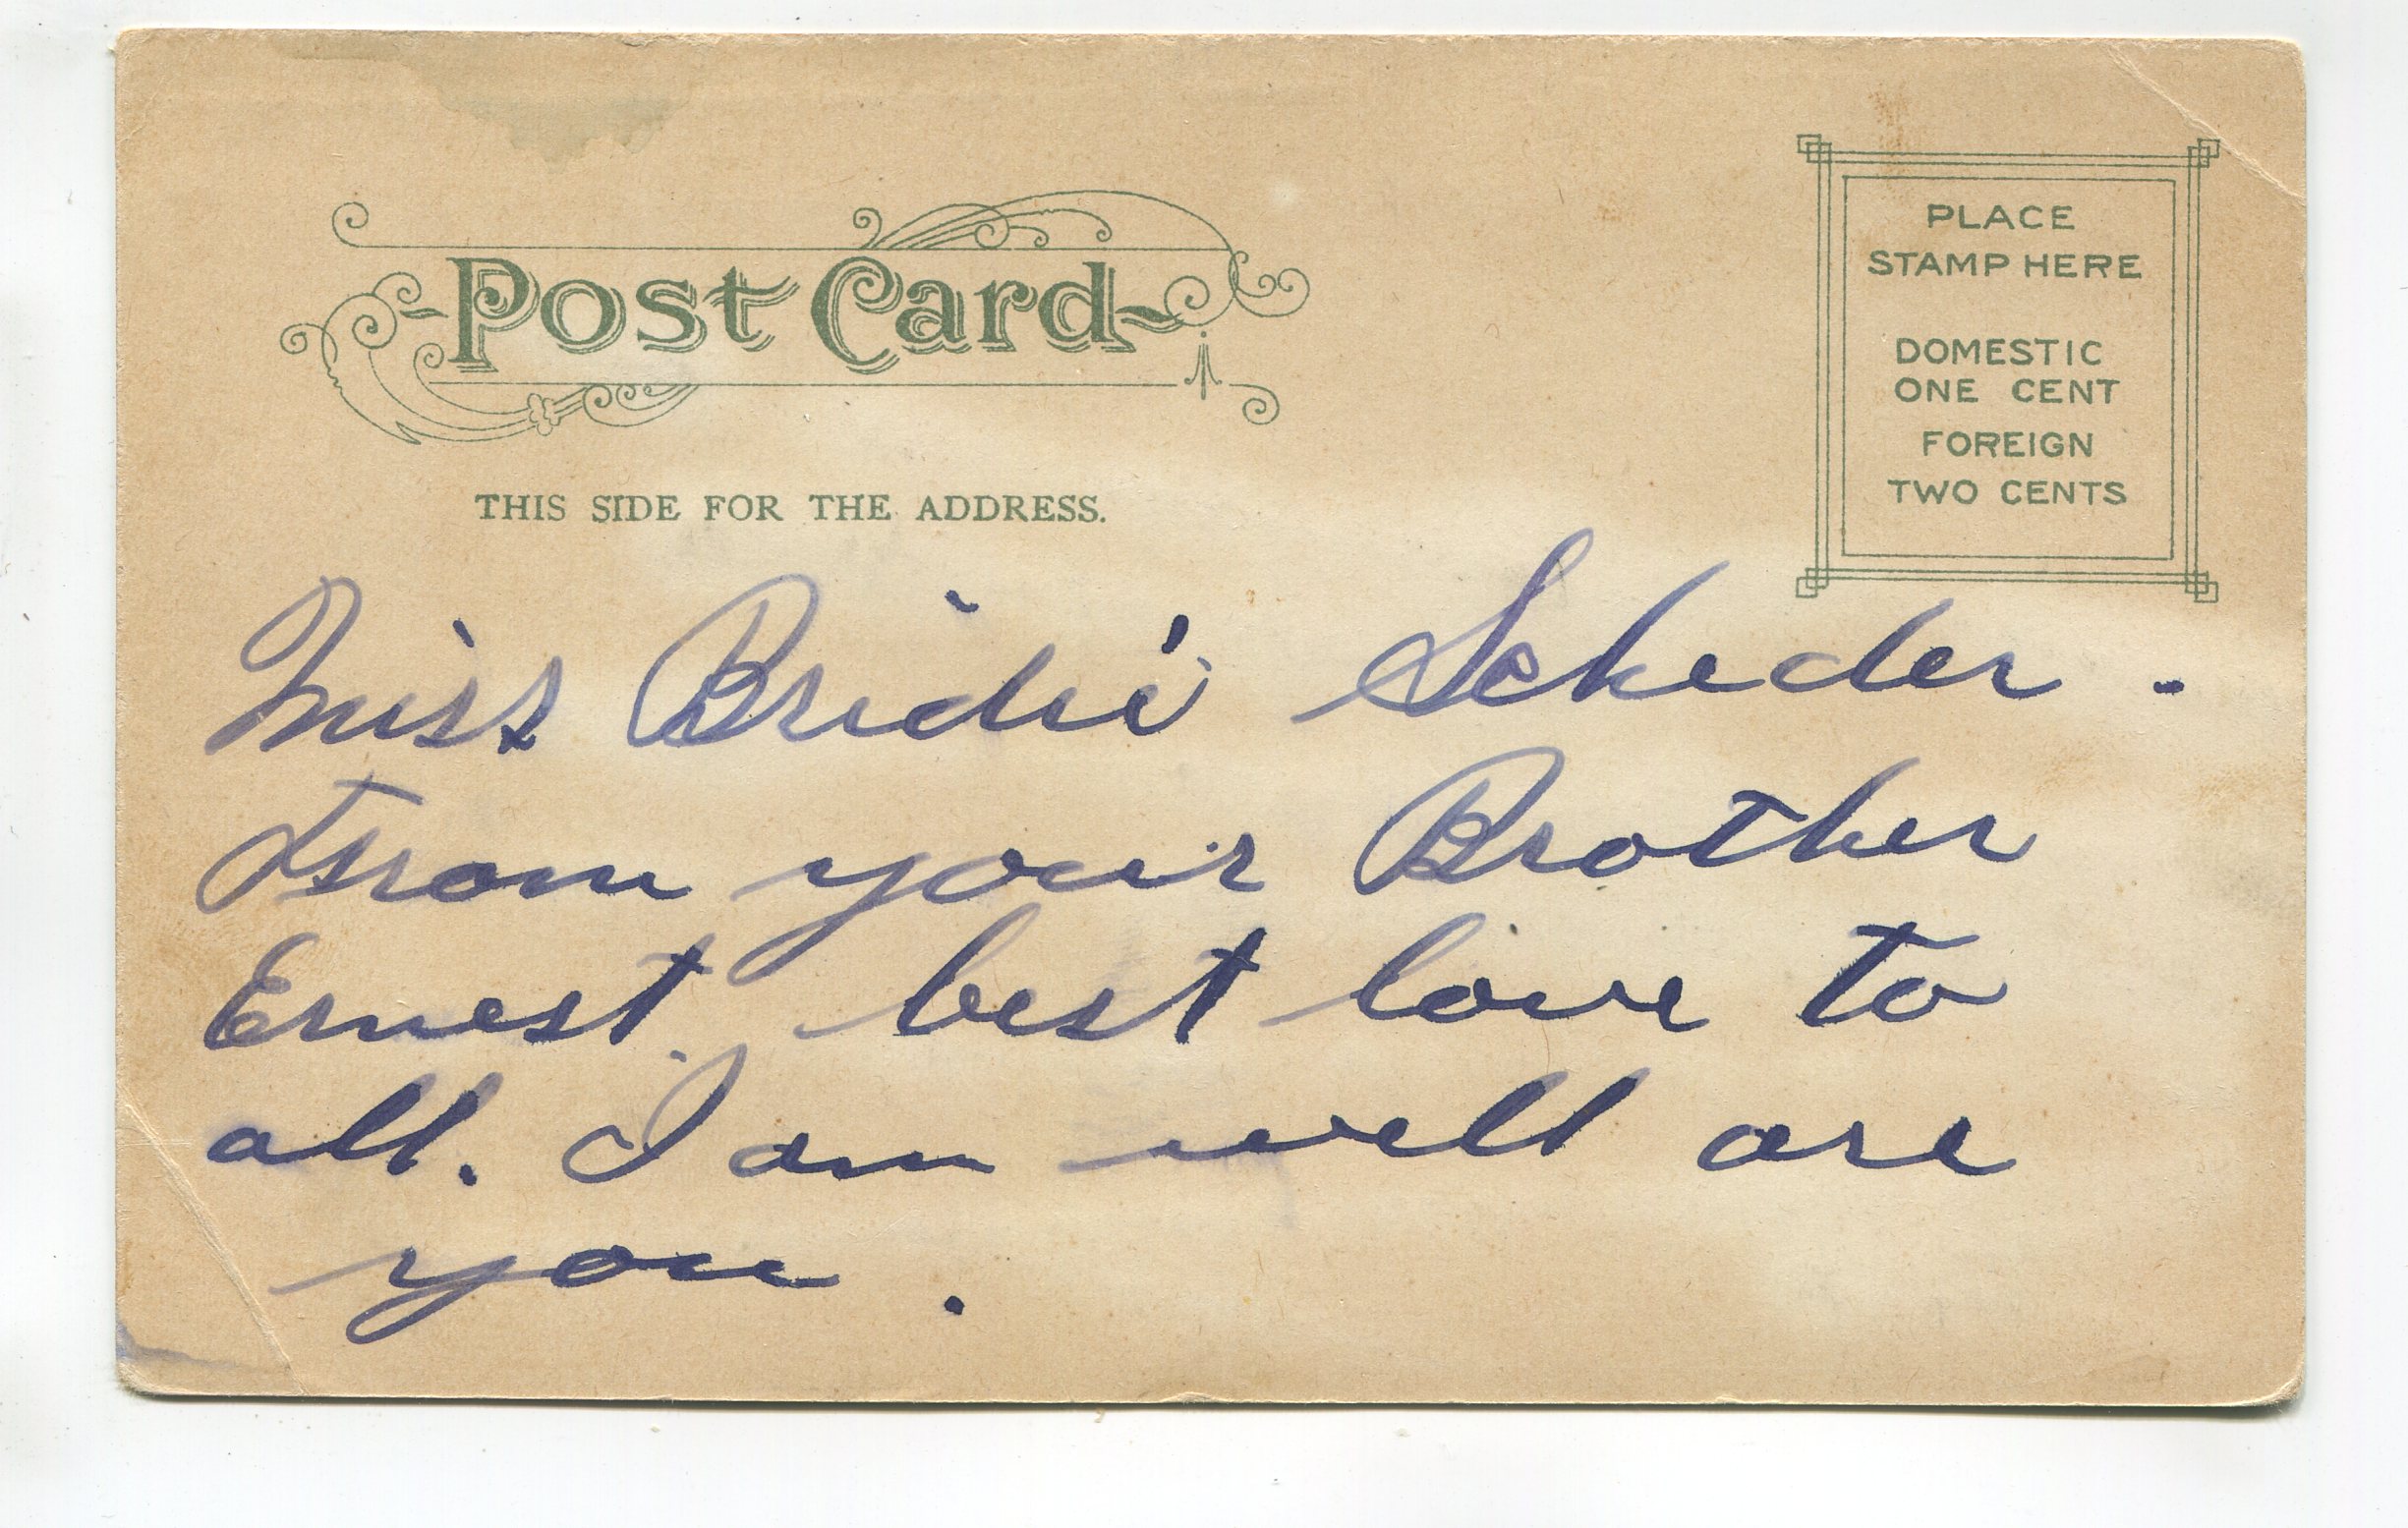 Post Card
PLACE
STAMP HERE
DOMESTIC
ONE CENT
FOREIGN
TWO CENTS
THIS SIDE FOR THE ADDRESS.
Miss Bridie Scheder.
From your Brother
Ernest, best love to
all. I am well are
you.